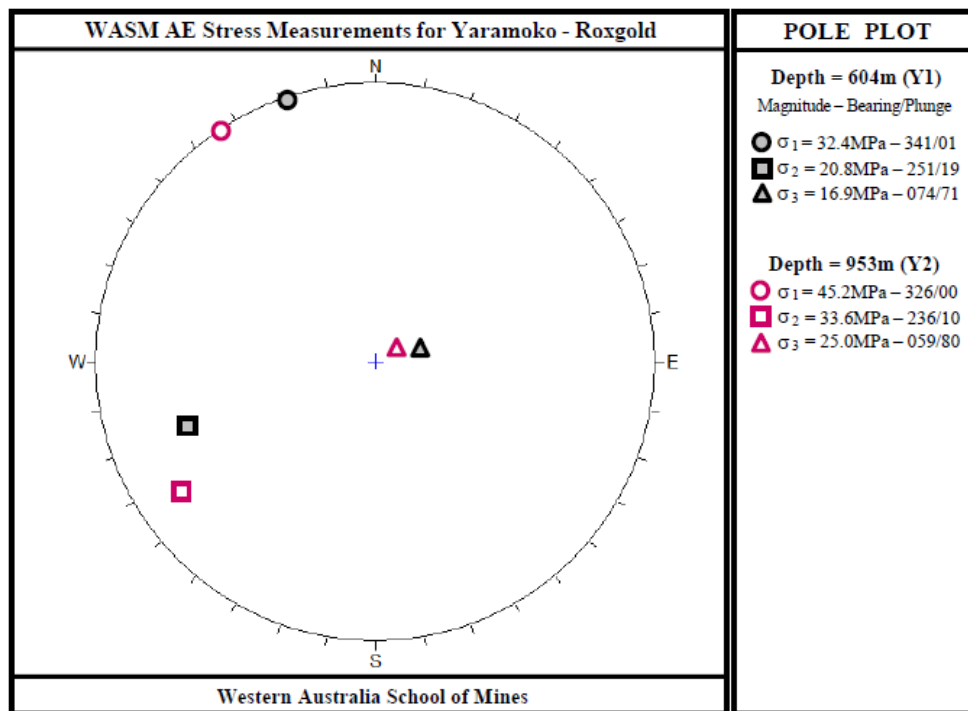 WASM AE Stress Measurements for Yaramoko - Roxgold
N
W
E
S
Western Australia School of Mines
POLE PLOT
Depth = 604m (Y1)
Magnitude – Bearing/Plunge
σ1 = 32.4MPa – 341/01
σ2 = 20.8MPa – 251/19
σ3 = 16.9MPa – 074/71
Depth = 953m (Y2)
σ1 = 45.2MPa – 326/00
σ2 = 33.6MPa – 236/10
σ3 = 25.0MPa – 059/80